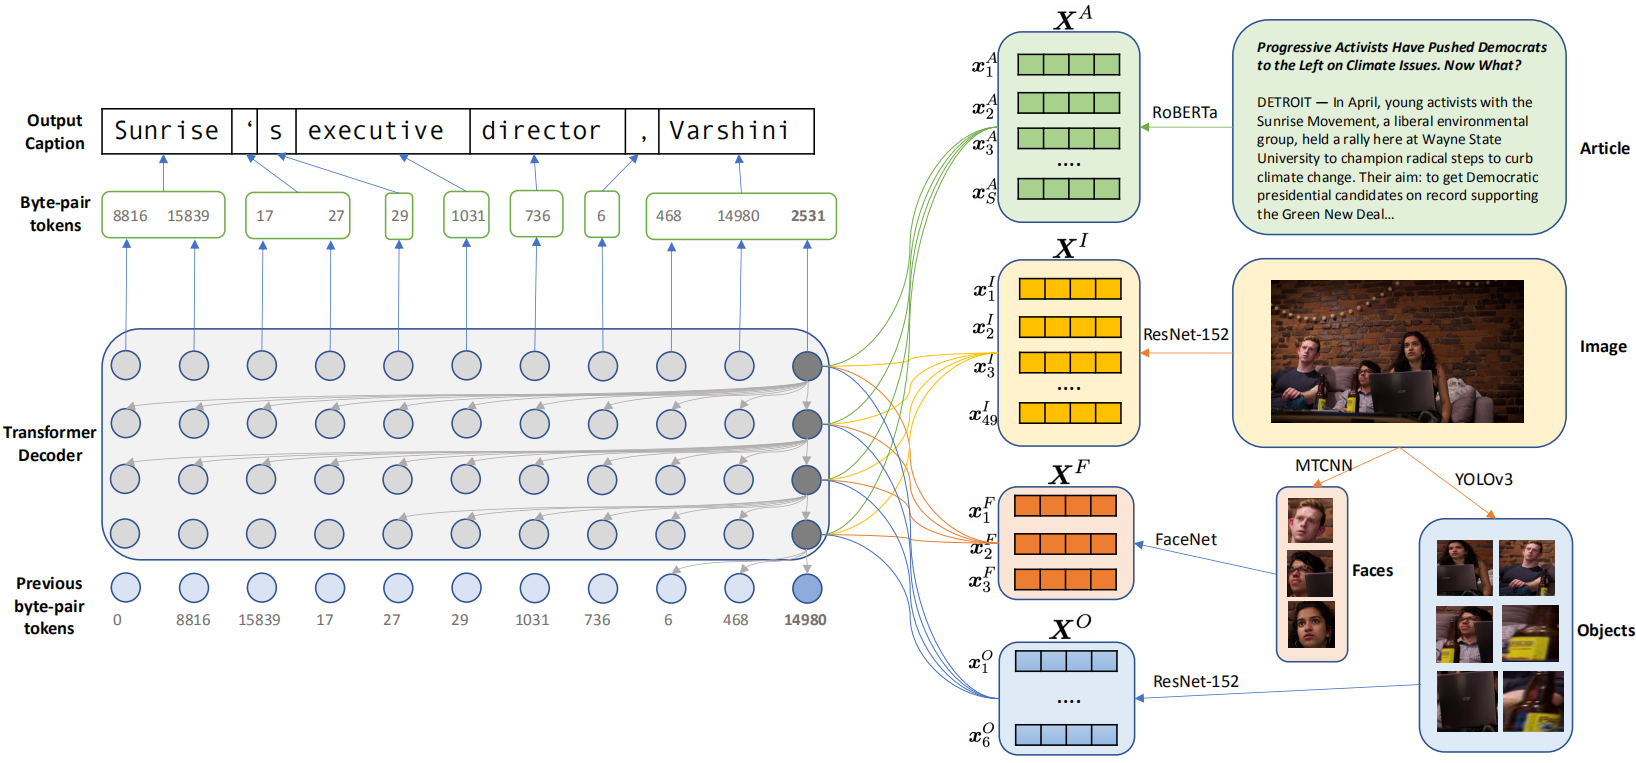 Output
Caption
Sunrise ‘ s executive director , Varshini
Byte-pair
tokens
8816 15839 17 27 29 1031 736 6 468 14980 2531
Transformer
Decoder
Previous
byte-pair
tokens
0 8816 15839 17 27 29 1031 736 6 468 14980
X^A
x_1^A
x_2^A
x_3^A
....
x_S^A
RoBERTa
Progressive Activists Have Pushed Democrats
to the Left on Climate Issues. Now What?
DETROIT — In April, young activists with the
Sunrise Movement, a liberal environmental
group, held a rally here at Wayne State
University to champion radical steps to curb
climate change. Their aim: to get Democratic
presidential candidates on record supporting
the Green New Deal…
Article
X^I
x_1^I
x_2^I
x_3^I
....
x_49^I
ResNet-152
Image
X^F
x_1^F
x_2^F
x_3^F
FaceNet
MTCNN
YOLOv3
Faces
X^O
x_1^O
....
x_6^O
ResNet-152
Objects